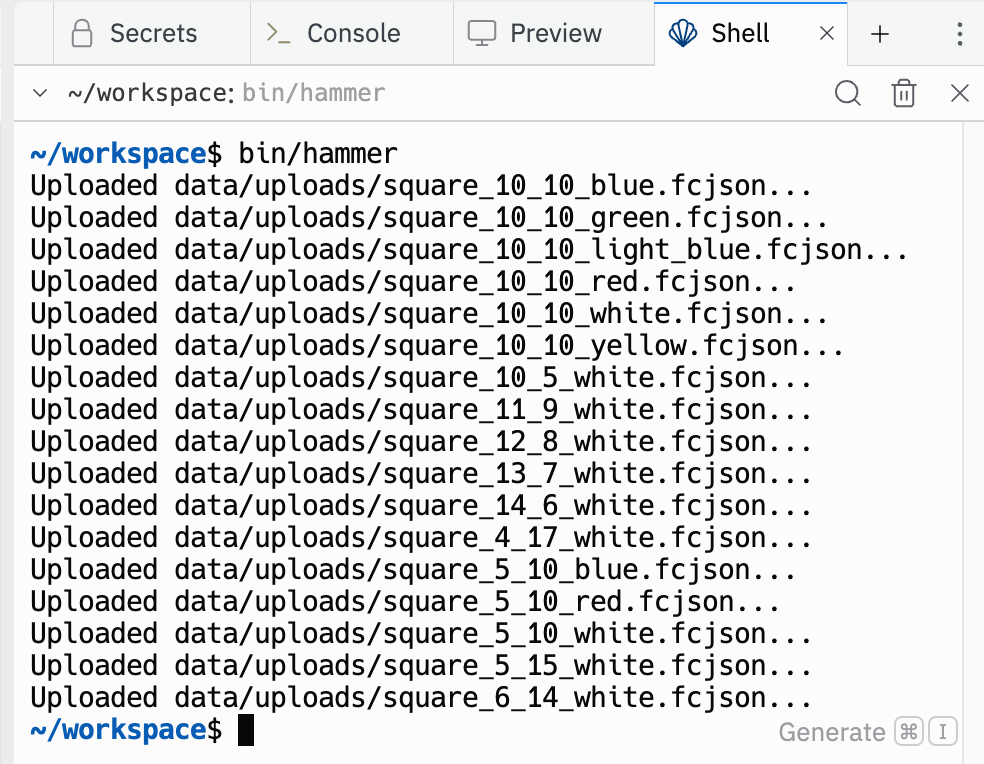 Secrets
Console
Preview
Shell
~/workspace: bin/hammer
~/workspace$ bin/hammer
Uploaded data/uploads/square_10_10_blue.fcjson...
Uploaded data/uploads/square_10_10_green.fcjson...
Uploaded data/uploads/square_10_10_light_blue.fcjson...
Uploaded data/uploads/square_10_10_red.fcjson...
Uploaded data/uploads/square_10_10_white.fcjson...
Uploaded data/uploads/square_10_10_yellow.fcjson...
Uploaded data/uploads/square_10_5_white.fcjson...
Uploaded data/uploads/square_11_9_white.fcjson...
Uploaded data/uploads/square_12_8_white.fcjson...
Uploaded data/uploads/square_13_7_white.fcjson...
Uploaded data/uploads/square_14_6_white.fcjson...
Uploaded data/uploads/square_4_17_white.fcjson...
Uploaded data/uploads/square_5_10_blue.fcjson...
Uploaded data/uploads/square_5_10_red.fcjson...
Uploaded data/uploads/square_5_10_white.fcjson...
Uploaded data/uploads/square_5_15_white.fcjson...
Uploaded data/uploads/square_6_14_white.fcjson...
~/workspace$
Generate ⌘ I